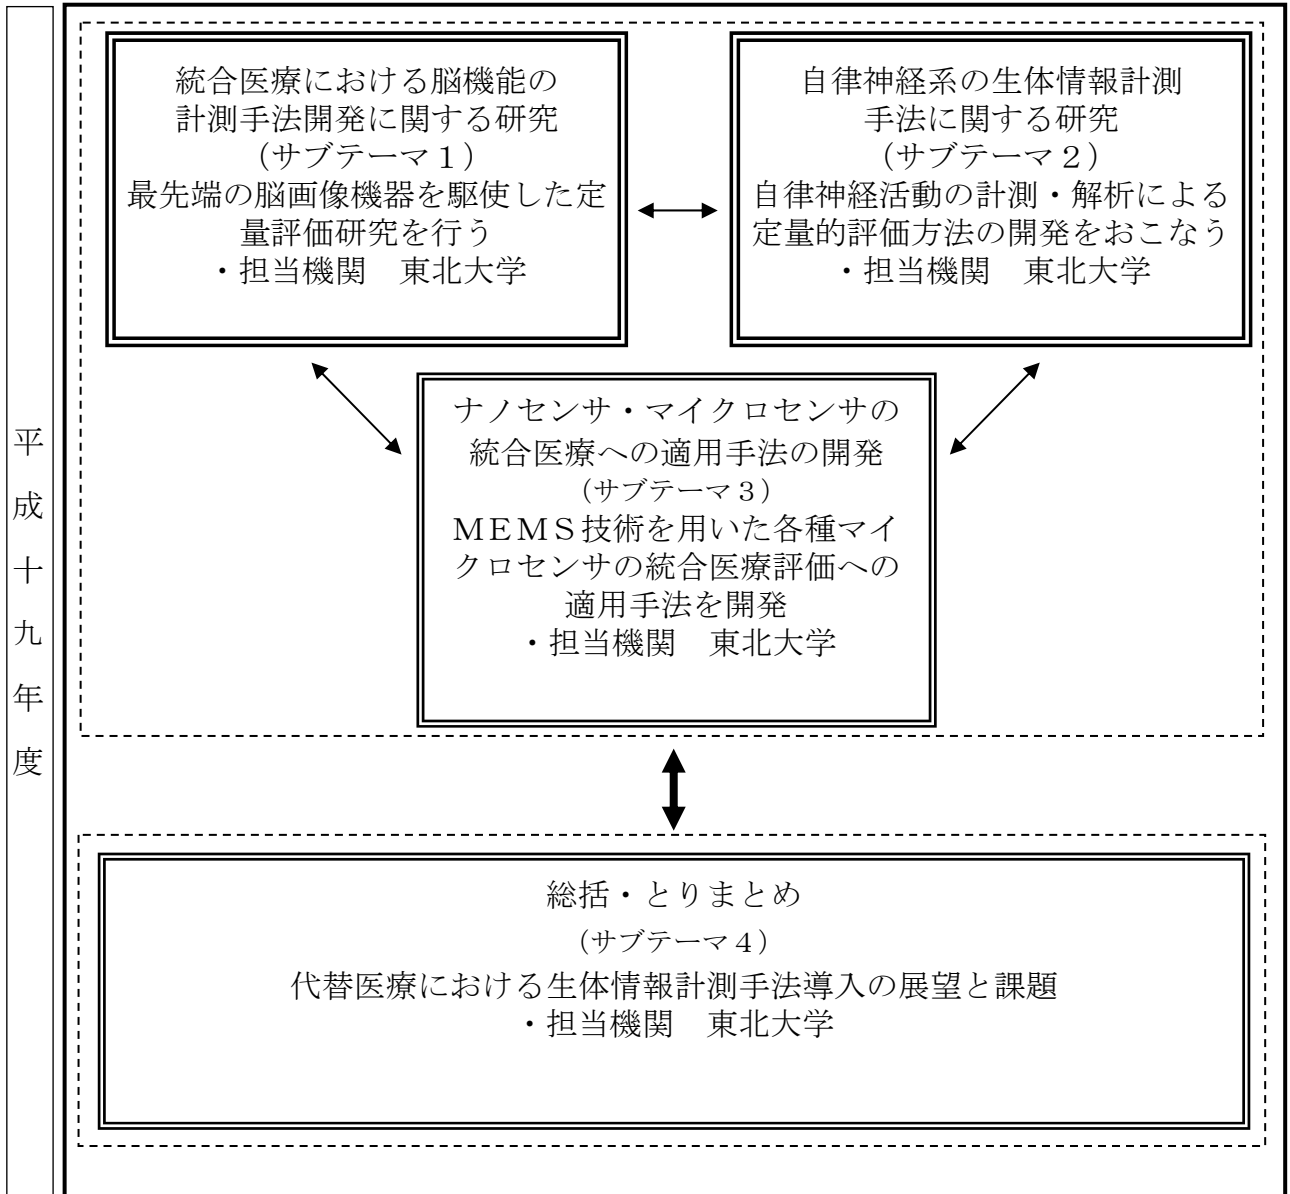 平成十九年度
統合医療における脳機能の
計測手法開発に関する研究
（サブテーマ１）
最先端の脳画像機器を駆使した定
量評価研究を行う
・担当機関　東北大学
自律神経系の生体情報計測
手法に関する研究
（サブテーマ２）
自律神経活動の計測・解析による
定量的評価方法の開発をおこなう
・担当機関　東北大学
ナノセンサ・マイクロセンサの
統合医療への適用手法の開発
（サブテーマ３）
ＭＥＭＳ技術を用いた各種マイ
クロセンサの統合医療評価への
適用手法を開発
・担当機関　東北大学
総括・とりまとめ
（サブテーマ４）
代替医療における生体情報計測手法導入の展望と課題
・担当機関　東北大学